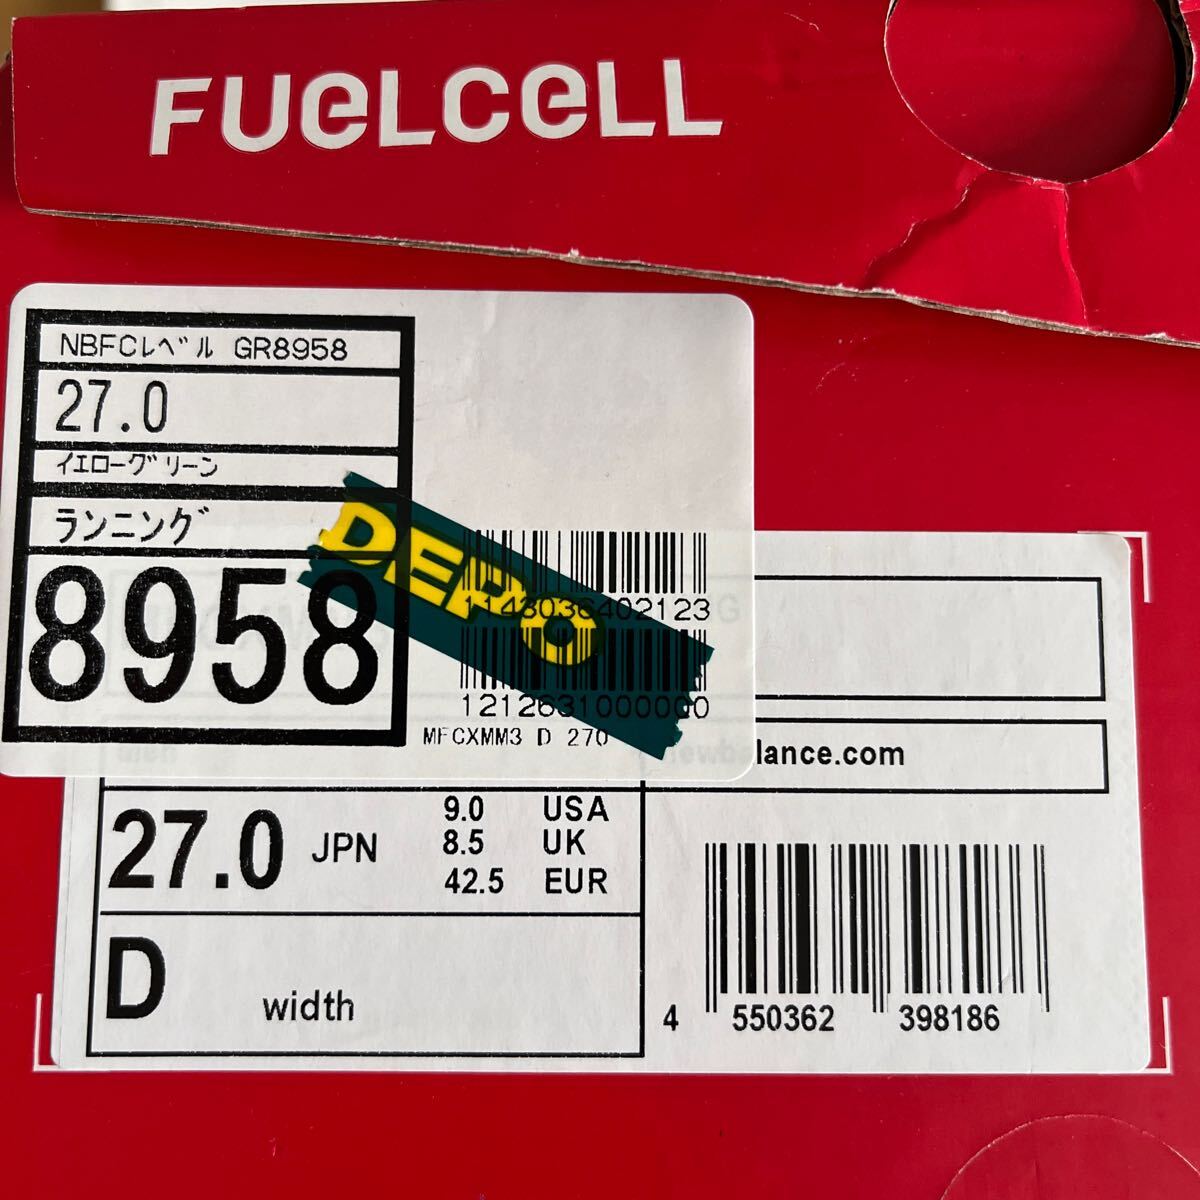 FUELCELL
NBFCﾚﾍﾞﾙ GR8958
27.0
ｲｴﾛｰｸﾞﾘｰﾝ
ﾗﾝﾆﾝｸﾞ
8958
DEPO
1143036402123
1212631000000
MFCXMM3 D 270
men
newbalance.com
27.0 JPN
9.0 USA
8.5 UK
42.5 EUR
D width
4 550362 398186